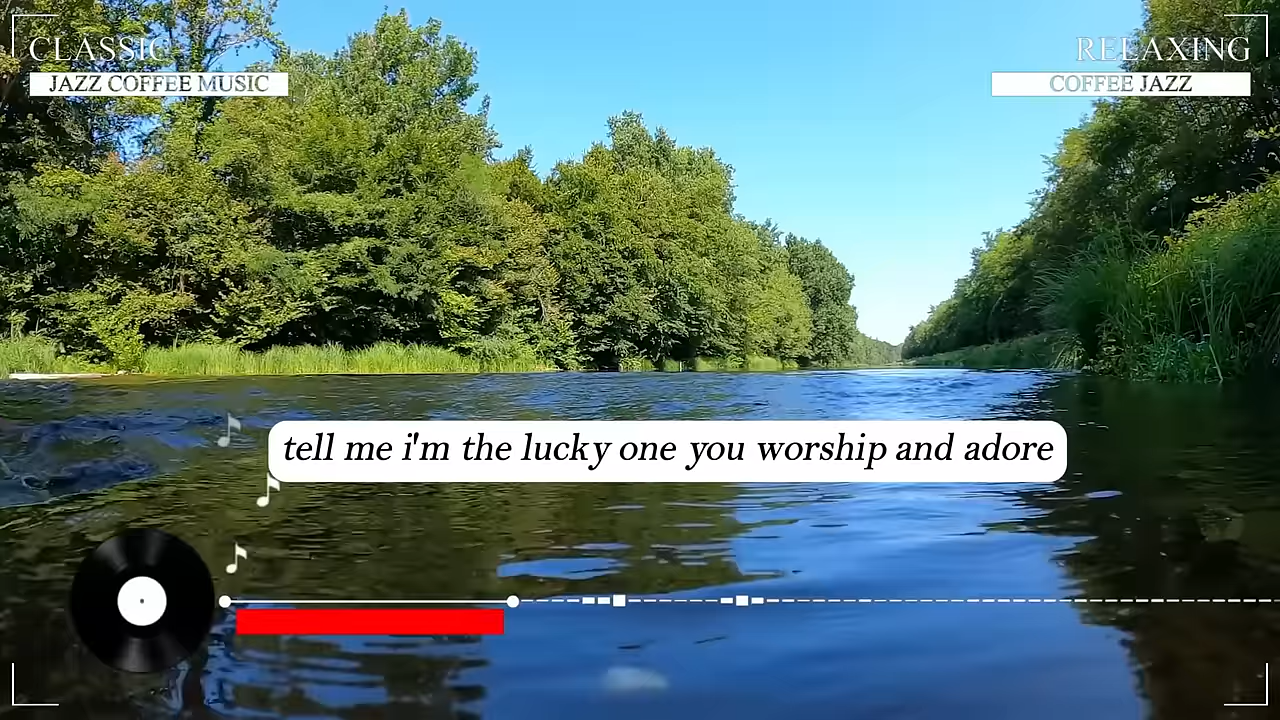 CLASSIC
JAZZ COFFEE MUSIC
RELAXING
COFFEE JAZZ
tell me i'm the lucky one you worship and adore